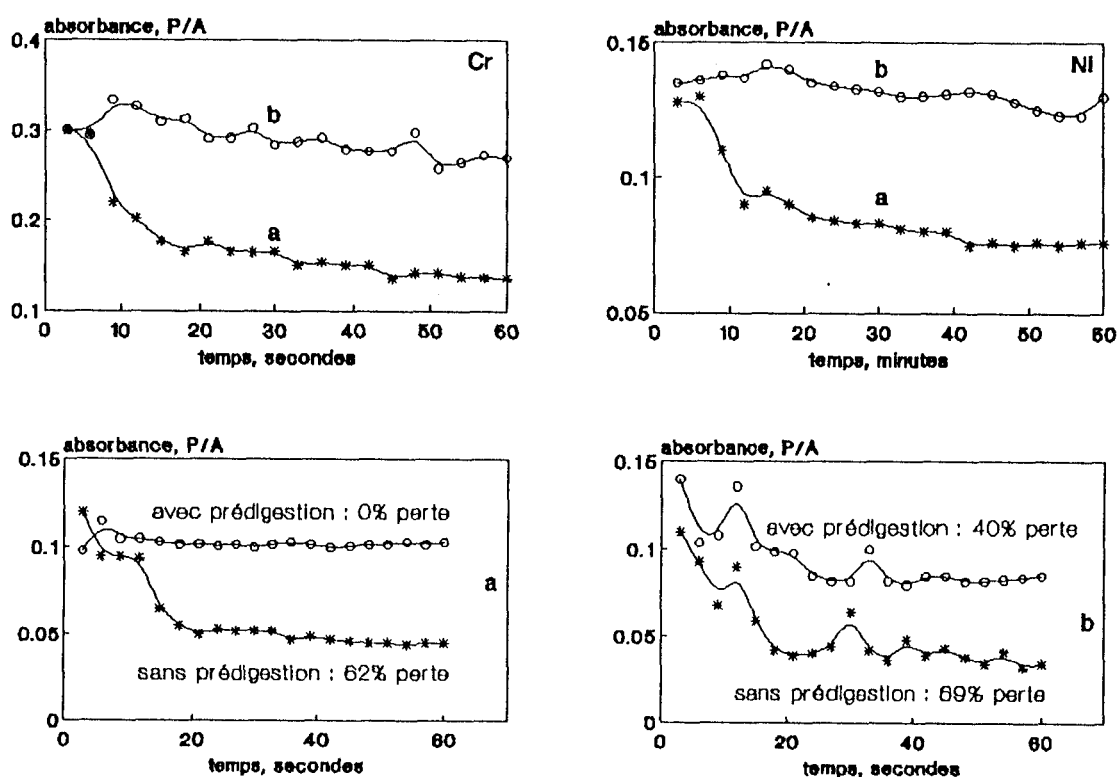 absorbance, P/A
0.4
Cr
b
0.3
0.2
a
0.1
0 10 20 30 40 50 60
temps, secondes
absorbance, P/A
0.15
Ni
b
0.1
a
0.05
0 10 20 30 40 50 60
temps, minutes
absorbance, P/A
0.15
avec prédigestion : 0% perte
0.1
a
0.05
sans prédigestion : 62% perte
0
0 20 40 60
temps, secondes
absorbance, P/A
0.15
avec prédigestion : 40% perte
0.1
b
0.05
sans prédigestion : 69% perte
0
0 20 40 60
temps, secondes